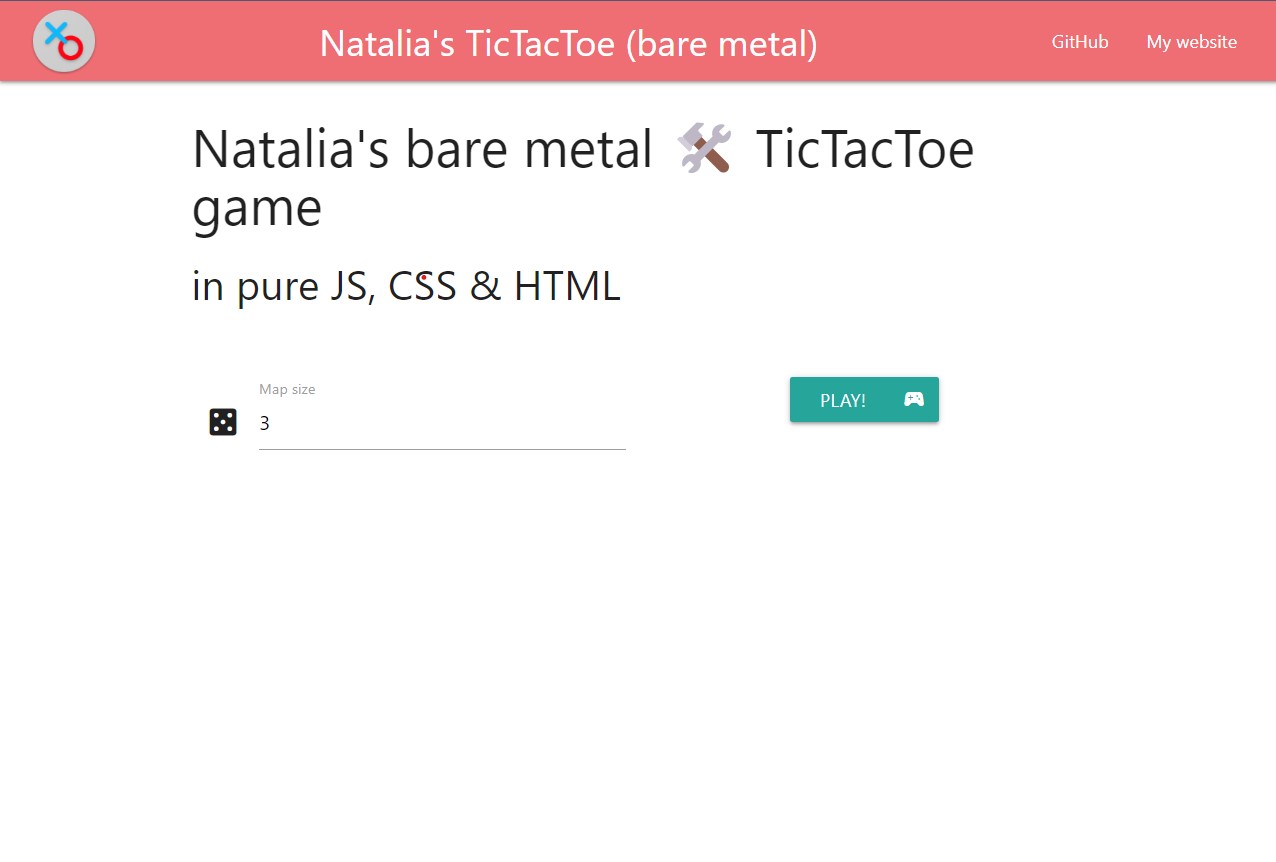 Natalia's TicTacToe (bare metal)
GitHub
My website
Natalia's bare metal 🛠 TicTacToe
game
in pure JS, CSS & HTML
Map size
3
PLAY!